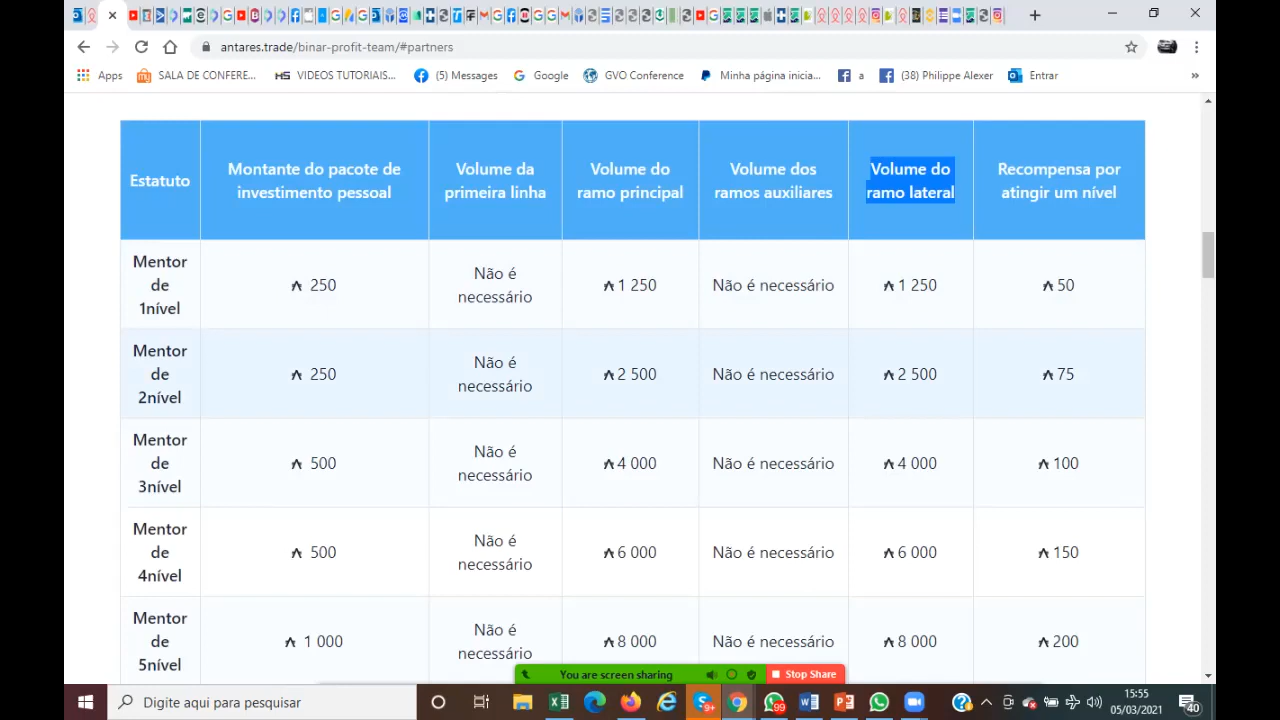 antares.trade/binar-profit-team/#partners
Apps
SALA DE CONFERE...
VIDEOS TUTORIAIS...
(5) Messages
Google
GVO Conference
Minha página inicia...
a
(38) Philippe Alexer
Entrar
»
Estatuto
Montante do pacote de
investimento pessoal
Volume da
primeira linha
Volume do
ramo principal
Volume dos
ramos auxiliares
Volume do
ramo lateral
Recompensa por
atingir um nível
Mentor
de
1nível
250
Não é
necessário
1 250
Não é necessário
1 250
50
Mentor
de
2nível
250
Não é
necessário
2 500
Não é necessário
2 500
75
Mentor
de
3nível
500
Não é
necessário
4 000
Não é necessário
4 000
100
Mentor
de
4nível
500
Não é
necessário
6 000
Não é necessário
6 000
150
Mentor
de
5nível
1 000
Não é
necessário
8 000
Não é necessário
8 000
200
You are screen sharing
Stop Share
Digite aqui para pesquisar
9+
99
15:55
05/03/2021
40